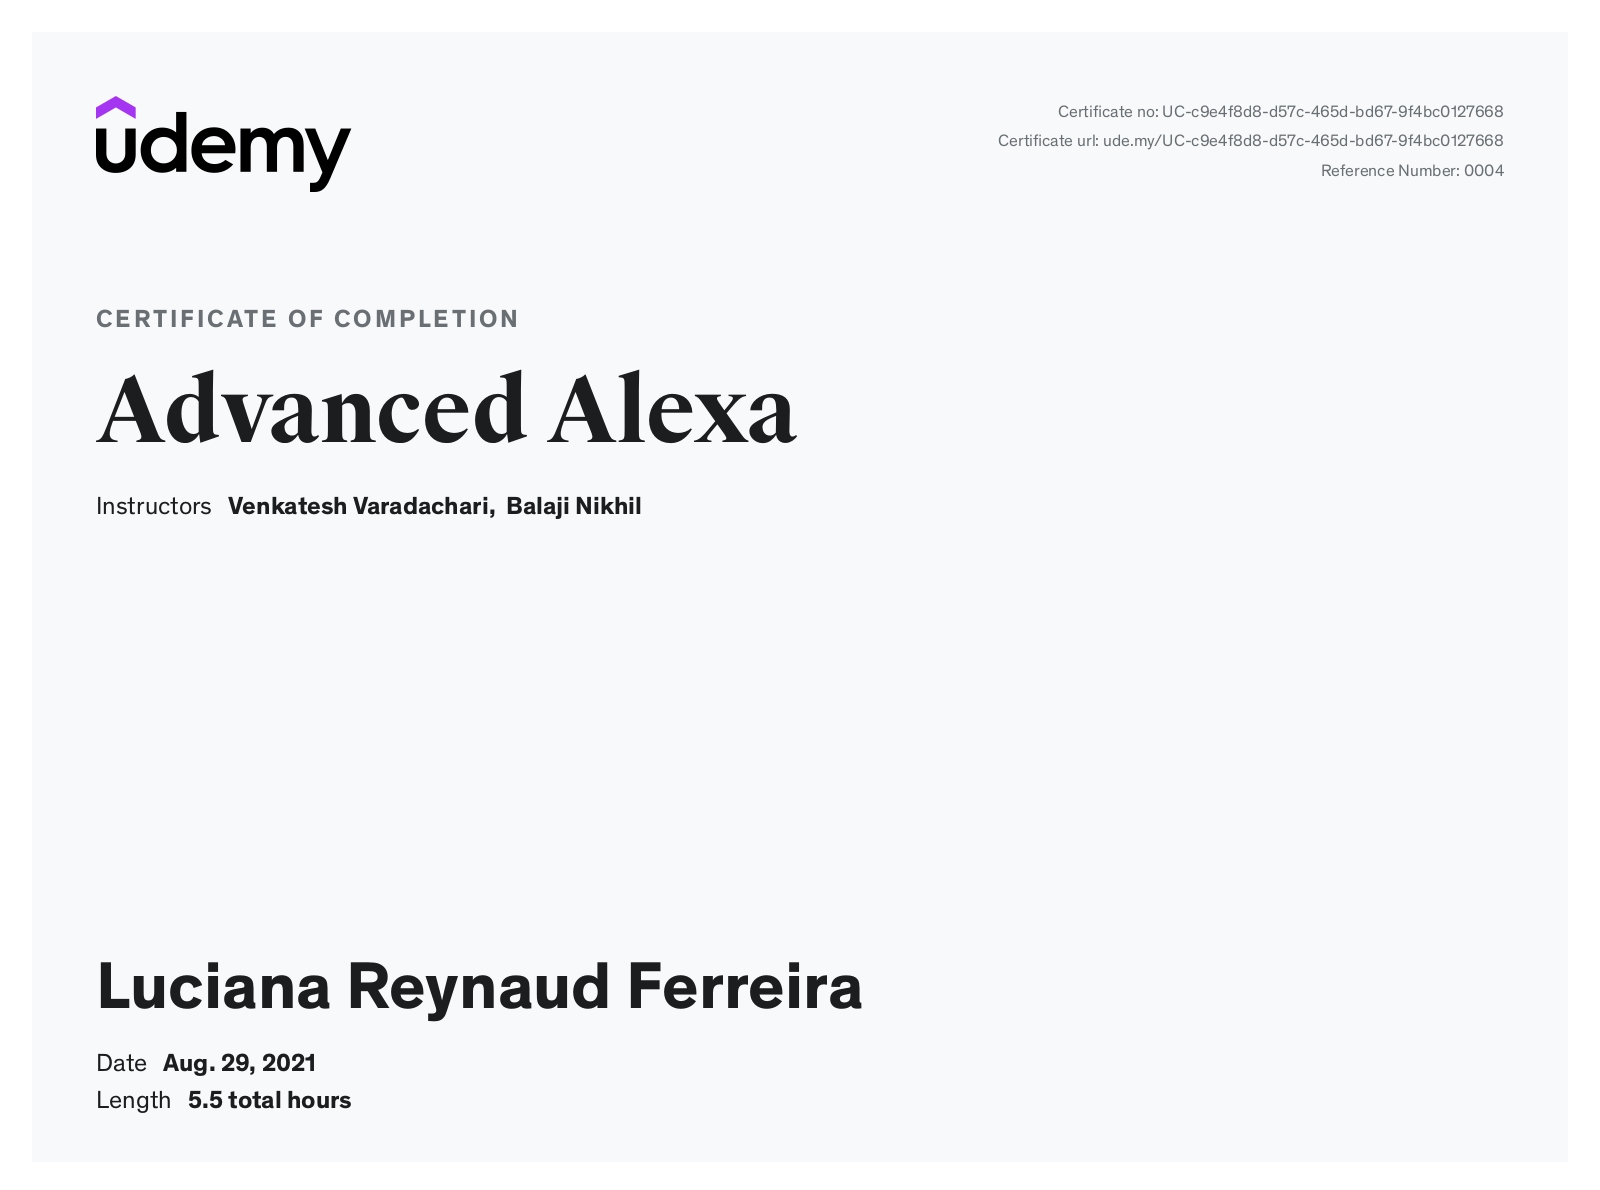 udemy
Certificate no: UC-c9e4f8d8-d57c-465d-bd67-9f4bc0127668
Certificate url: ude.my/UC-c9e4f8d8-d57c-465d-bd67-9f4bc0127668
Reference Number: 0004
CERTIFICATE OF COMPLETION
Advanced Alexa
Instructors Venkatesh Varadachari, Balaji Nikhil
Luciana Reynaud Ferreira
Date Aug. 29, 2021
Length 5.5 total hours